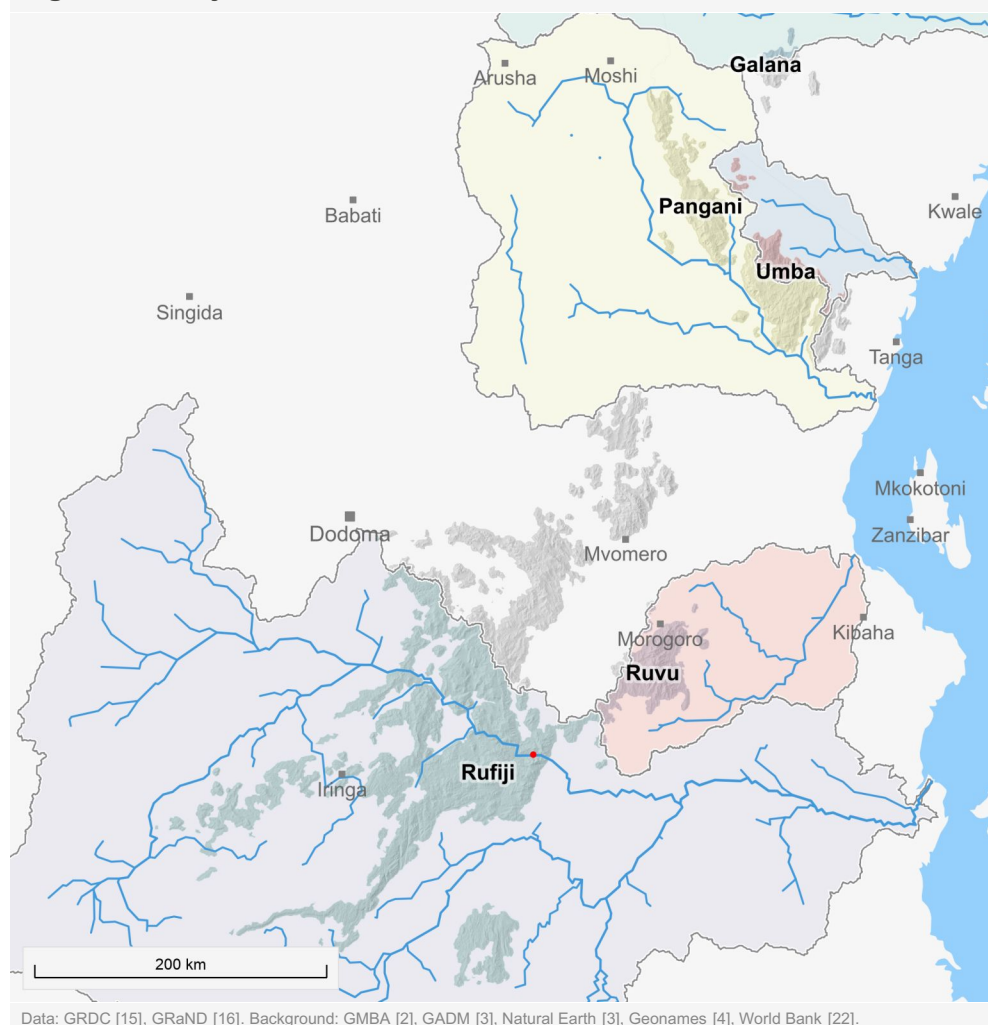 Galana
Arusha
Moshi
Babati
Kwale
Pangani
Umba
Singida
Tanga
Mkokotoni
Dodoma
Zanzibar
Mvomero
Morogoro
Kibaha
Ruvu
Rufiji
Iringa
200 km
Data: GRDC [15], GRanD [16]. Background: GMBA [2], GADM [3], Natural Earth [3], Geonames [4], World Bank [22].